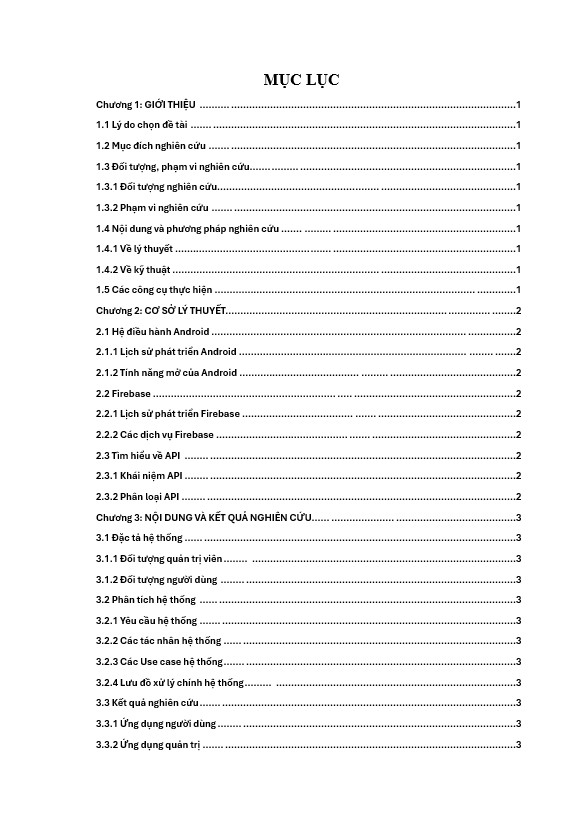 MỤC LỤC
Chương 1: GIỚI THIỆU ..........................................1
1.1 Lý do chọn đề tài ..........................................1
1.2 Mục đích nghiên cứu ..........................................1
1.3 Đối tượng, phạm vi nghiên cứu..........................................1
1.3.1 Đối tượng nghiên cứu..........................................1
1.3.2 Phạm vi nghiên cứu ..........................................1
1.4 Nội dung và phương pháp nghiên cứu ..........................................1
1.4.1 Về lý thuyết ..........................................1
1.4.2 Về kỹ thuật ..........................................1
1.5 Các công cụ thực hiện ..........................................1
Chương 2: CƠ SỞ LÝ THUYẾT..........................................2
2.1 Hệ điều hành Android ..........................................2
2.1.1 Lịch sử phát triển Android ..........................................2
2.1.2 Tính năng mở của Android ..........................................2
2.2 Firebase ..........................................2
2.2.1 Lịch sử phát triển Firebase ..........................................2
2.2.2 Các dịch vụ Firebase ..........................................2
2.3 Tìm hiểu về API ..........................................2
2.3.1 Khái niệm API ..........................................2
2.3.2 Phân loại API ..........................................2
Chương 3: NỘI DUNG VÀ KẾT QUẢ NGHIÊN CỨU..........................................3
3.1 Đặc tả hệ thống ..........................................3
3.1.1 Đối tượng quản trị viên ..........................................3
3.1.2 Đối tượng người dùng ..........................................3
3.2 Phân tích hệ thống ..........................................3
3.2.1 Yêu cầu hệ thống ..........................................3
3.2.2 Các tác nhân hệ thống ..........................................3
3.2.3 Các Use case hệ thống..........................................3
3.2.4 Lưu đồ xử lý chính hệ thống..........................................3
3.3 Kết quả nghiên cứu ..........................................3
3.3.1 Ứng dụng người dùng ..........................................3
3.3.2 Ứng dụng quản trị ..........................................3